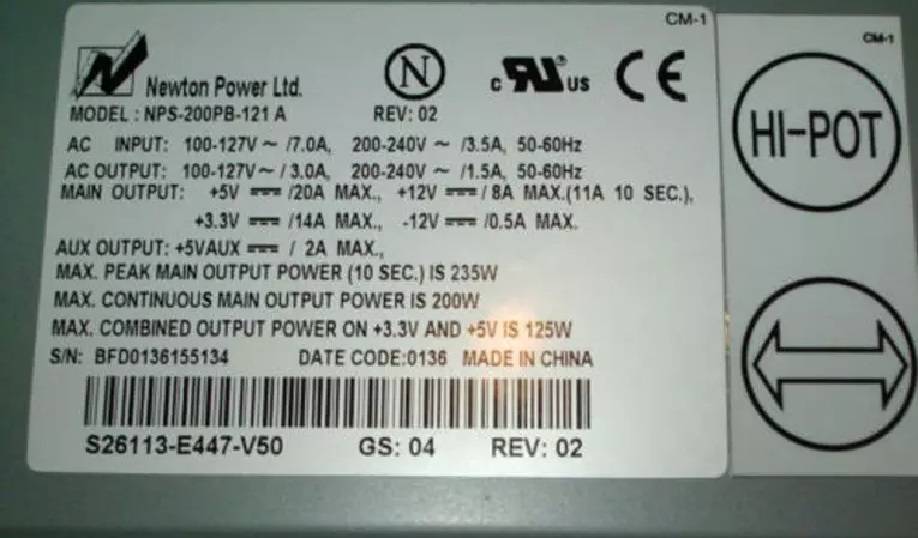 CM-1
Newton Power Ltd.
N
c RU US CE
MODEL : NPS-200PB-121 A REV: 02
AC INPUT: 100-127V ~ /7.0A, 200-240V ~ /3.5A, 50-60Hz
AC OUTPUT: 100-127V ~ / 3.0A, 200-240V ~ /1.5A, 50-60Hz
MAIN OUTPUT: +5V ⎓ /20A MAX., +12V ⎓ / 8A MAX.(11A 10 SEC.),
+3.3V ⎓ /14A MAX., -12V ⎓ /0.5A MAX.
AUX OUTPUT: +5VAUX ⎓ / 2A MAX.,
MAX. PEAK MAIN OUTPUT POWER (10 SEC.) IS 235W
MAX. CONTINUOUS MAIN OUTPUT POWER IS 200W
MAX. COMBINED OUTPUT POWER ON +3.3V AND +5V IS 125W
S/N: BFD0136155134 DATE CODE:0136 MADE IN CHINA
S26113-E447-V50 GS: 04 REV: 02
CM-1
HI-POT